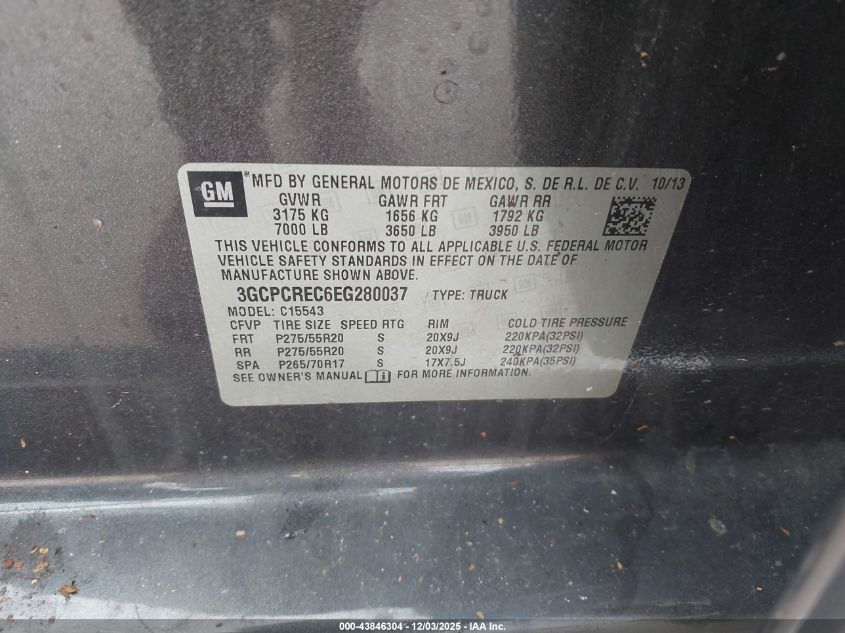 GM ® MFD BY GENERAL MOTORS DE MEXICO, S. DE R.L. DE C.V. 10/13
GVWR GAWR FRT GAWR RR
3175 KG 1656 KG 1792 KG
7000 LB 3650 LB 3950 LB
THIS VEHICLE CONFORMS TO ALL APPLICABLE U.S. FEDERAL MOTOR
VEHICLE SAFETY STANDARDS IN EFFECT ON THE DATE OF
MANUFACTURE SHOWN ABOVE.
3GCPCREC6EG280037 TYPE: TRUCK
MODEL: C15543
CFVP TIRE SIZE SPEED RTG RIM COLD TIRE PRESSURE
FRT P275/55R20 S 20X9J 220KPA(32PSI)
RR P275/55R20 S 20X9J 220KPA(32PSI)
SPA P265/70R17 S 17X7.5J 240KPA(35PSI)
SEE OWNER'S MANUAL FOR MORE INFORMATION.
000-43846304 - 12/03/2025 - IAA Inc.